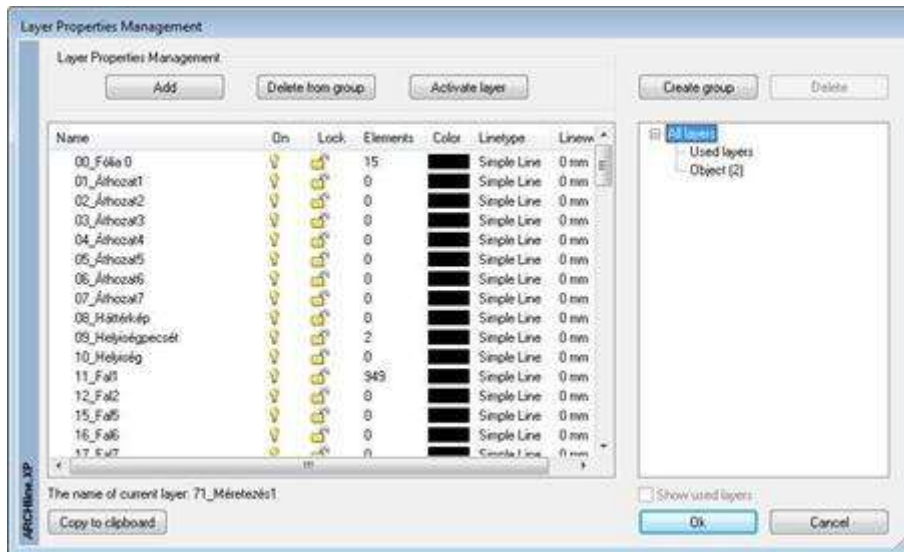 Layer Properties Management
Layer Properties Management
Add Delete from group Activate layer Create group Delete
Name On Lock Elements Color Linetype Linew
00_Fólia 0 15 Simple Line 0 mm
01_Áthozat1 0 Simple Line 0 mm
02_Áthozat2 0 Simple Line 0 mm
03_Áthozat3 0 Simple Line 0 mm
04_Áthozat4 0 Simple Line 0 mm
05_Áthozat5 0 Simple Line 0 mm
06_Áthozat6 0 Simple Line 0 mm
07_Áthozat7 0 Simple Line 0 mm
08_Háttérkép 0 Simple Line 0 mm
09_Helyiségpecsét 2 Simple Line 0 mm
10_Helyiség 0 Simple Line 0 mm
11_Fal1 949 Simple Line 0 mm
12_Fal2 0 Simple Line 0 mm
15_Fal5 0 Simple Line 0 mm
16_Fal6 0 Simple Line 0 mm
17_Fal7 0 Simple Line 0 mm
All layers
Used layers
Object (2)
The name of current layer: 71_Méretezés1
Show used layers
Copy to clipboard Ok Cancel
ARCHline.XP